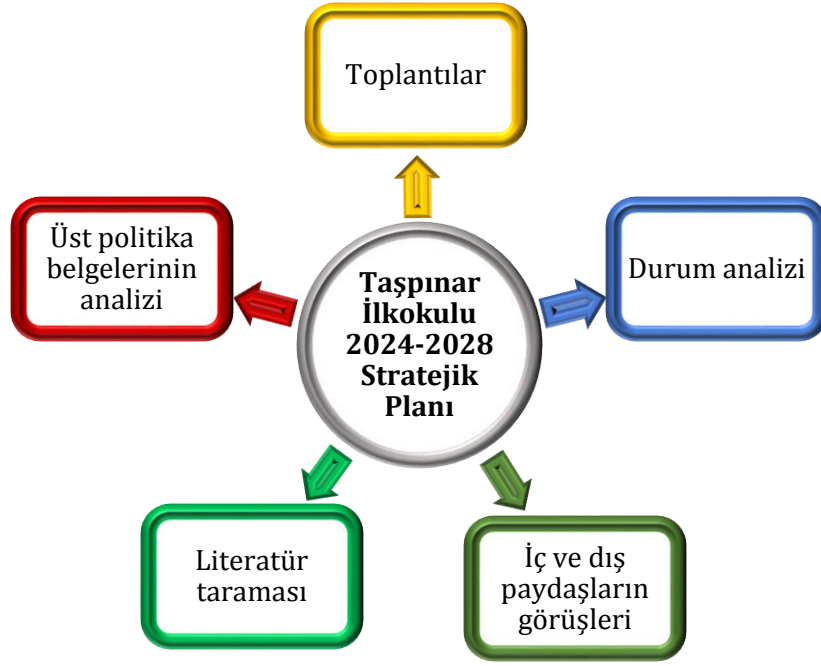 Toplantılar
Üst politika
belgelerinin
analizi
Durum analizi
Taşpınar
İlkokulu
2024-2028
Stratejik
Planı
Literatür
taraması
İç ve dış
paydaşların
görüşleri